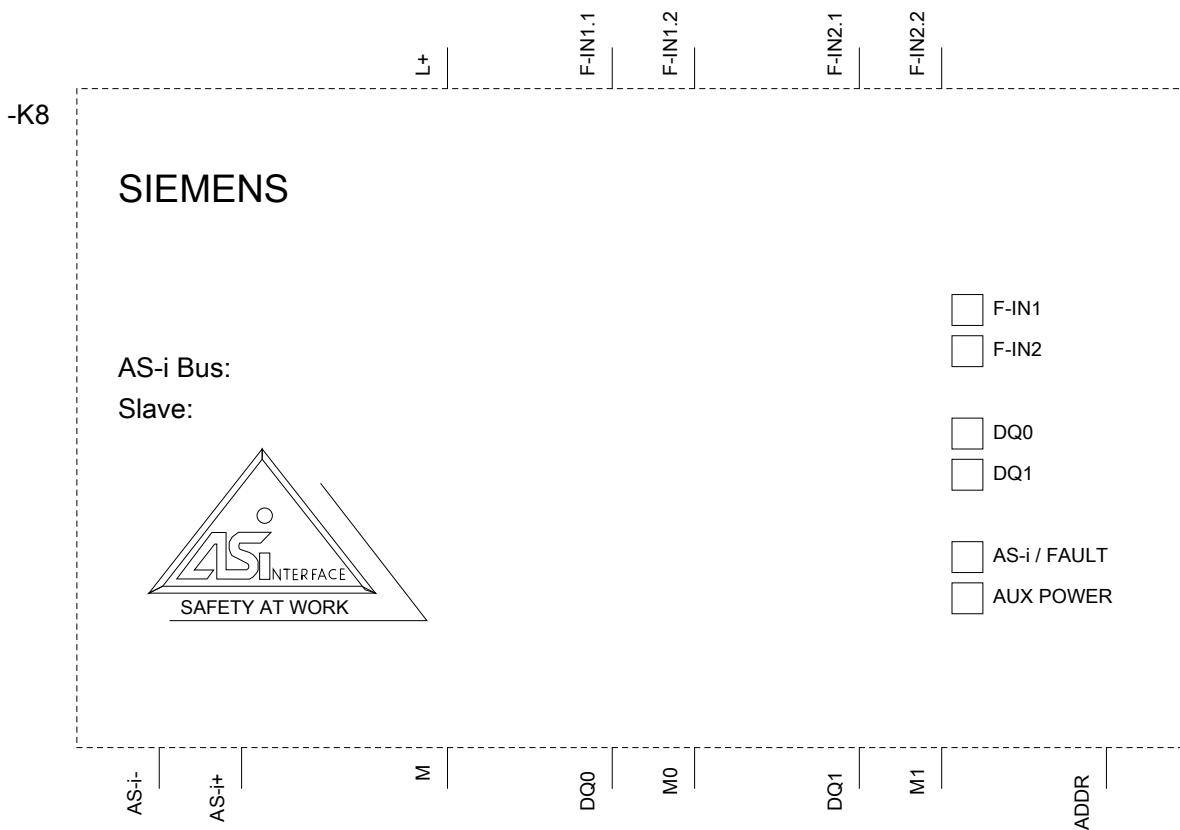 L+ F-IN1.1 F-IN1.2 F-IN2.1 F-IN2.2
-K8
SIEMENS
F-IN1
F-IN2
AS-i Bus:
Slave:
DQ0
DQ1
ASi
INTERFACE
SAFETY AT WORK
AS-i / FAULT
AUX POWER
AS-i- AS-i+ M DQ0 M0 DQ1 M1 ADDR